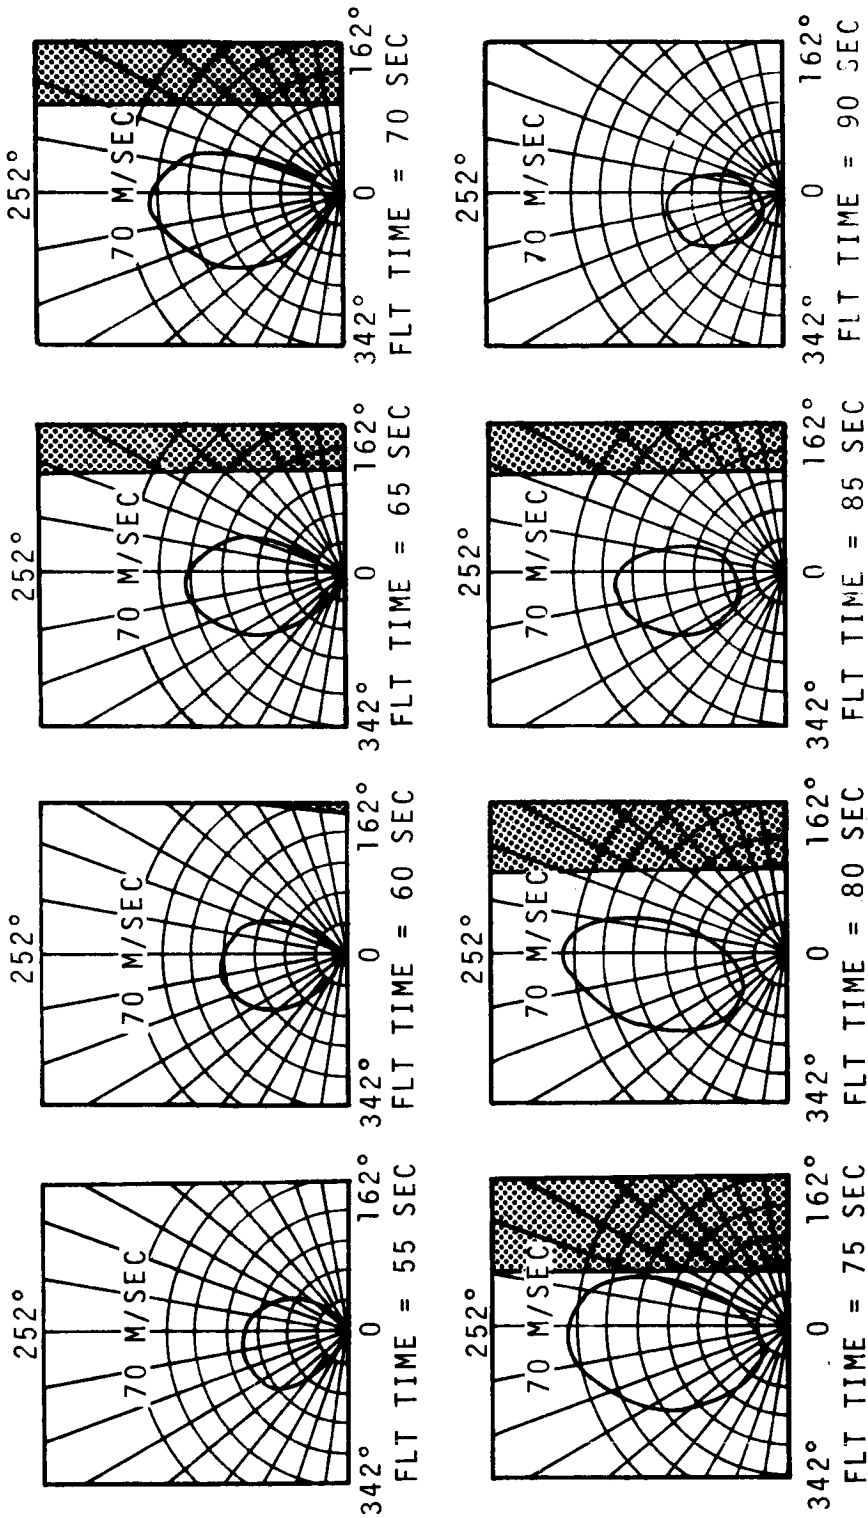 252°
70 M/SEC
342° 0 162°
FLT TIME = 55 SEC
252°
70 M/SEC
342° 0 162°
FLT TIME = 60 SEC
252°
70 M/SEC
342° 0 162°
FLT TIME = 65 SEC
252°
70 M/SEC
342° 0 162°
FLT TIME = 70 SEC
252°
70 M/SEC
342° 0 162°
FLT TIME = 75 SEC
252°
70 M/SEC
342° 0 162°
FLT TIME = 80 SEC
252°
70 M/SEC
342° 0 162°
FLT TIME = 85 SEC
252°
70 M/SEC
342° 0 162°
FLT TIME = 90 SEC